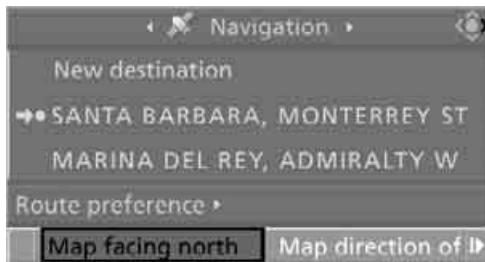 Navigation
New destination
SANTA BARBARA, MONTERREY ST
MARINA DEL REY, ADMIRALTY W
Route preference
Map facing north Map direction of